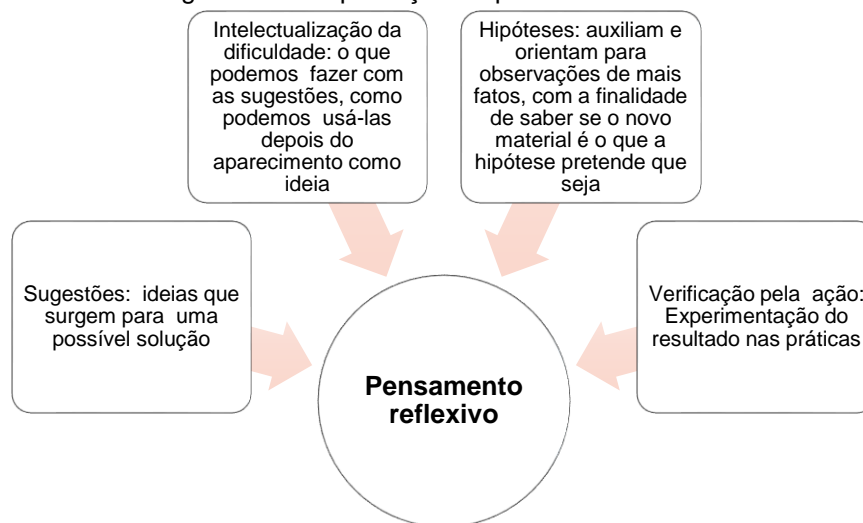 Intelectualização da
dificuldade: o que
podemos fazer com
as sugestões, como
podemos usá-las
depois do
aparecimento como
ideia
Hipóteses: auxiliam e
orientam para
observações de mais
fatos, com a finalidade
de saber se o novo
material é o que a
hipótese pretende que
seja
Sugestões: ideias que
surgem para uma
possível solução
Verificação pela ação:
Experimentação do
resultado nas práticas
Pensamento
reflexivo